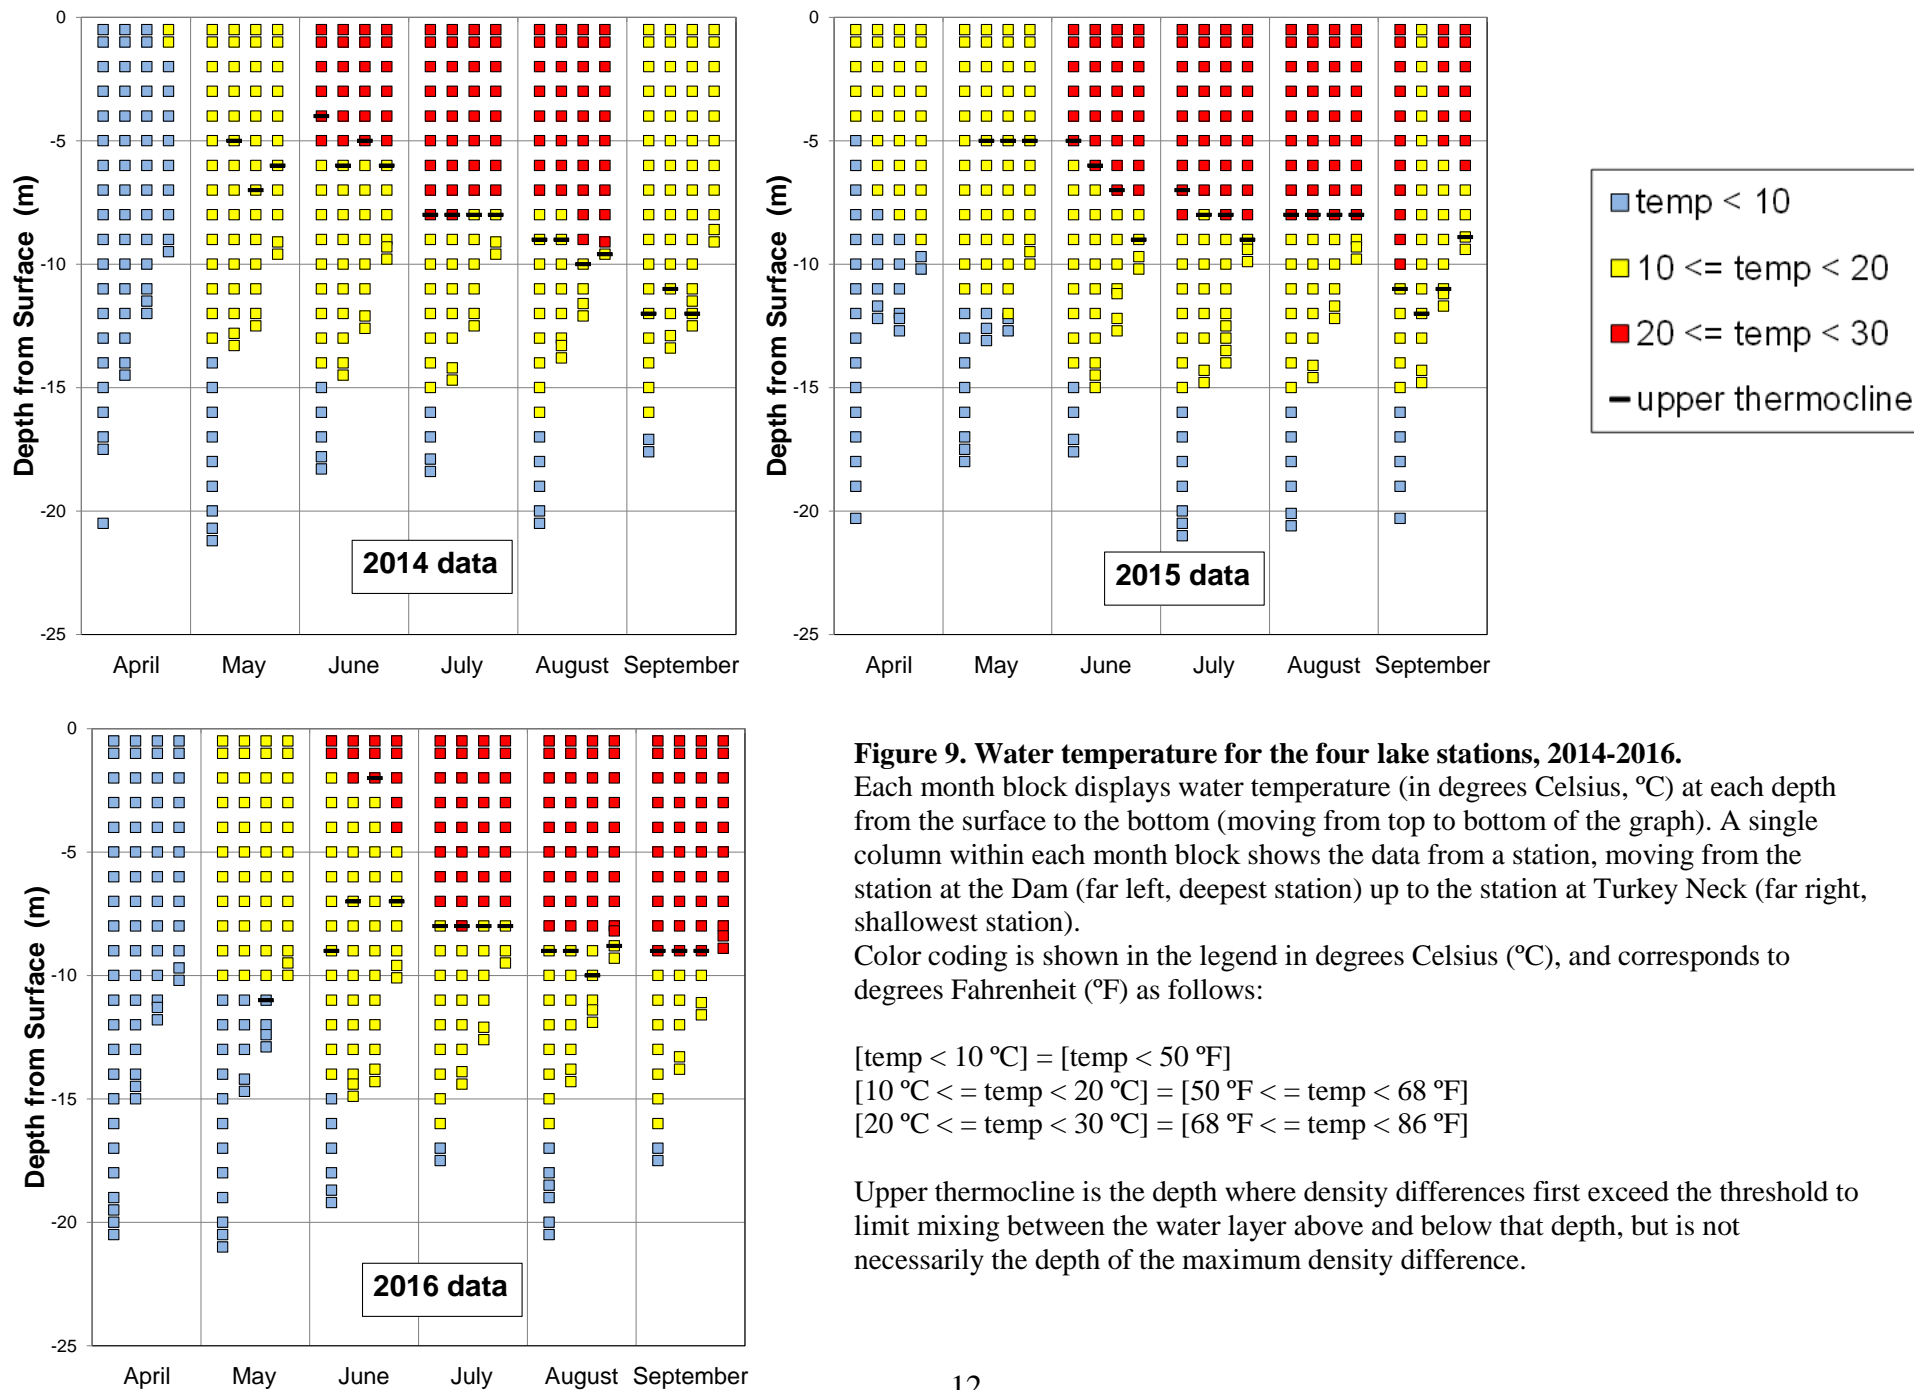 0
-5
-10
-15
-20
-25
Depth from Surface (m)
2014 data
April May June July August September
0
-5
-10
-15
-20
-25
Depth from Surface (m)
2015 data
April May June July August September
temp < 10
10 <= temp < 20
20 <= temp < 30
upper thermocline
0
-5
-10
-15
-20
-25
Depth from Surface (m)
2016 data
April May June July August September
Figure 9. Water temperature for the four lake stations, 2014-2016.
Each month block displays water temperature (in degrees Celsius, ºC) at each depth
from the surface to the bottom (moving from top to bottom of the graph). A single
column within each month block shows the data from a station, moving from the
station at the Dam (far left, deepest station) up to the station at Turkey Neck (far right,
shallowest station).
Color coding is shown in the legend in degrees Celsius (ºC), and corresponds to
degrees Fahrenheit (ºF) as follows:
[temp < 10 ºC] = [temp < 50 ºF]
[10 ºC < = temp < 20 ºC] = [50 ºF < = temp < 68 ºF]
[20 ºC < = temp < 30 ºC] = [68 ºF < = temp < 86 ºF]
Upper thermocline is the depth where density differences first exceed the threshold to
limit mixing between the water layer above and below that depth, but is not
necessarily the depth of the maximum density difference.
12